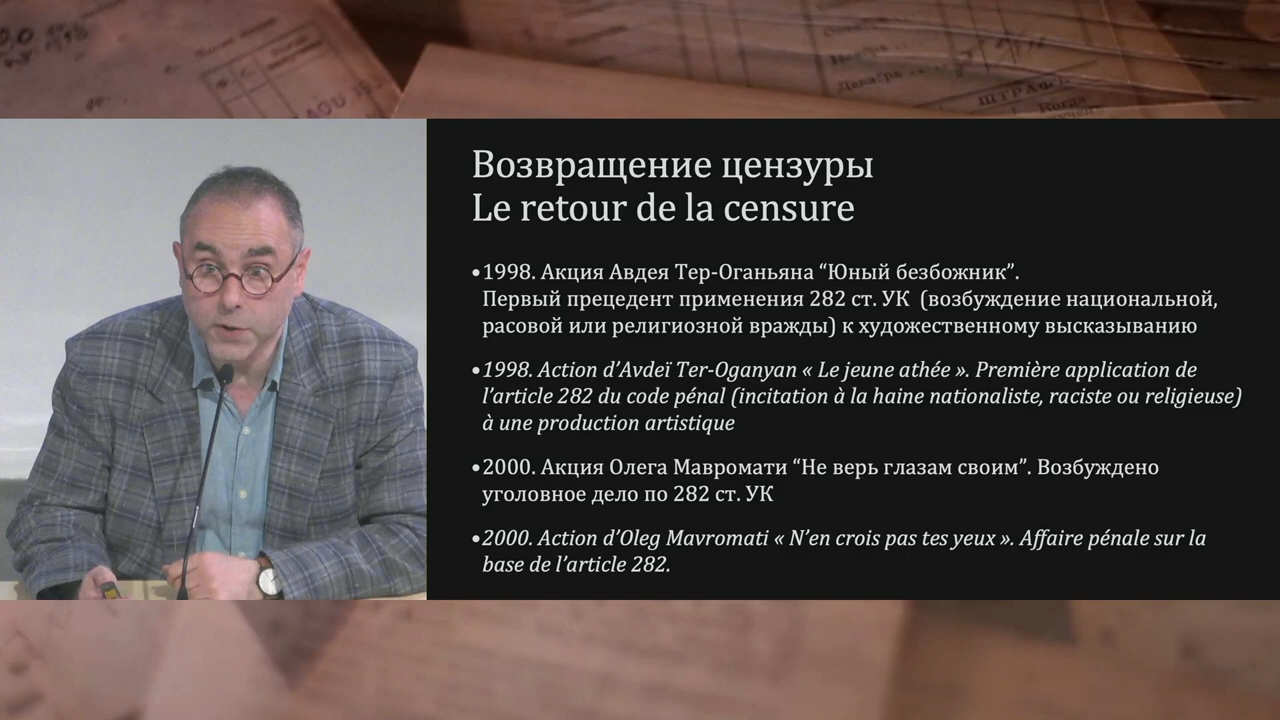 Декабрь
ШТРАФ
Когда
Возвращение цензуры
Le retour de la censure
•1998. Акция Авдея Тер-Оганьяна “Юный безбожник”.
Первый прецедент применения 282 ст. УК (возбуждение национальной,
расовой или религиозной вражды) к художественному высказыванию
•1998. Action d’Avdeï Ter-Oganyan « Le jeune athée ». Première application de
l’article 282 du code pénal (incitation à la haine nationaliste, raciste ou religieuse)
à une production artistique
•2000. Акция Олега Мавромати “Не верь глазам своим”. Возбуждено
уголовное дело по 282 ст. УК
•2000. Action d’Oleg Mavromati « N’en crois pas tes yeux ». Affaire pénale sur la
base de l’article 282.